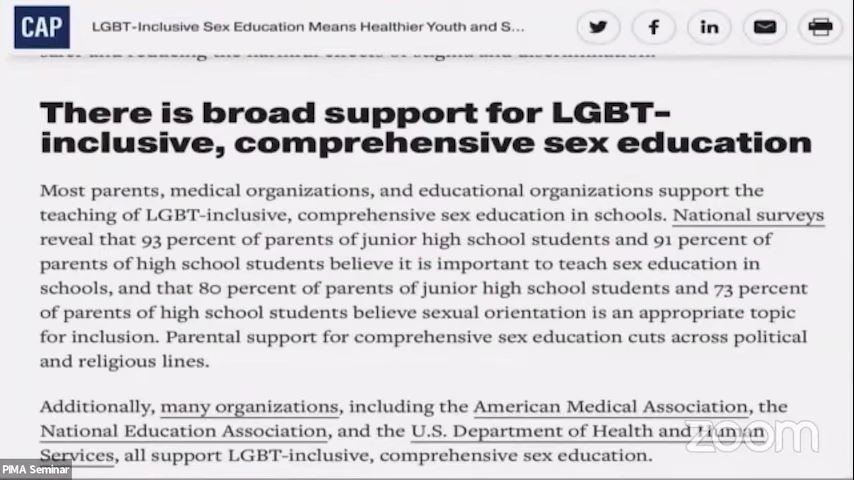 CAP
LGBT-Inclusive Sex Education Means Healthier Youth and S...
There is broad support for LGBT-
inclusive, comprehensive sex education
Most parents, medical organizations, and educational organizations support the
teaching of LGBT-inclusive, comprehensive sex education in schools. National surveys
reveal that 93 percent of parents of junior high school students and 91 percent of
parents of high school students believe it is important to teach sex education in
schools, and that 80 percent of parents of junior high school students and 73 percent
of parents of high school students believe sexual orientation is an appropriate topic
for inclusion. Parental support for comprehensive sex education cuts across political
and religious lines.
Additionally, many organizations, including the American Medical Association, the
National Education Association, and the U.S. Department of Health and Human
Services, all support LGBT-inclusive, comprehensive sex education.
zoom
PMA Seminar